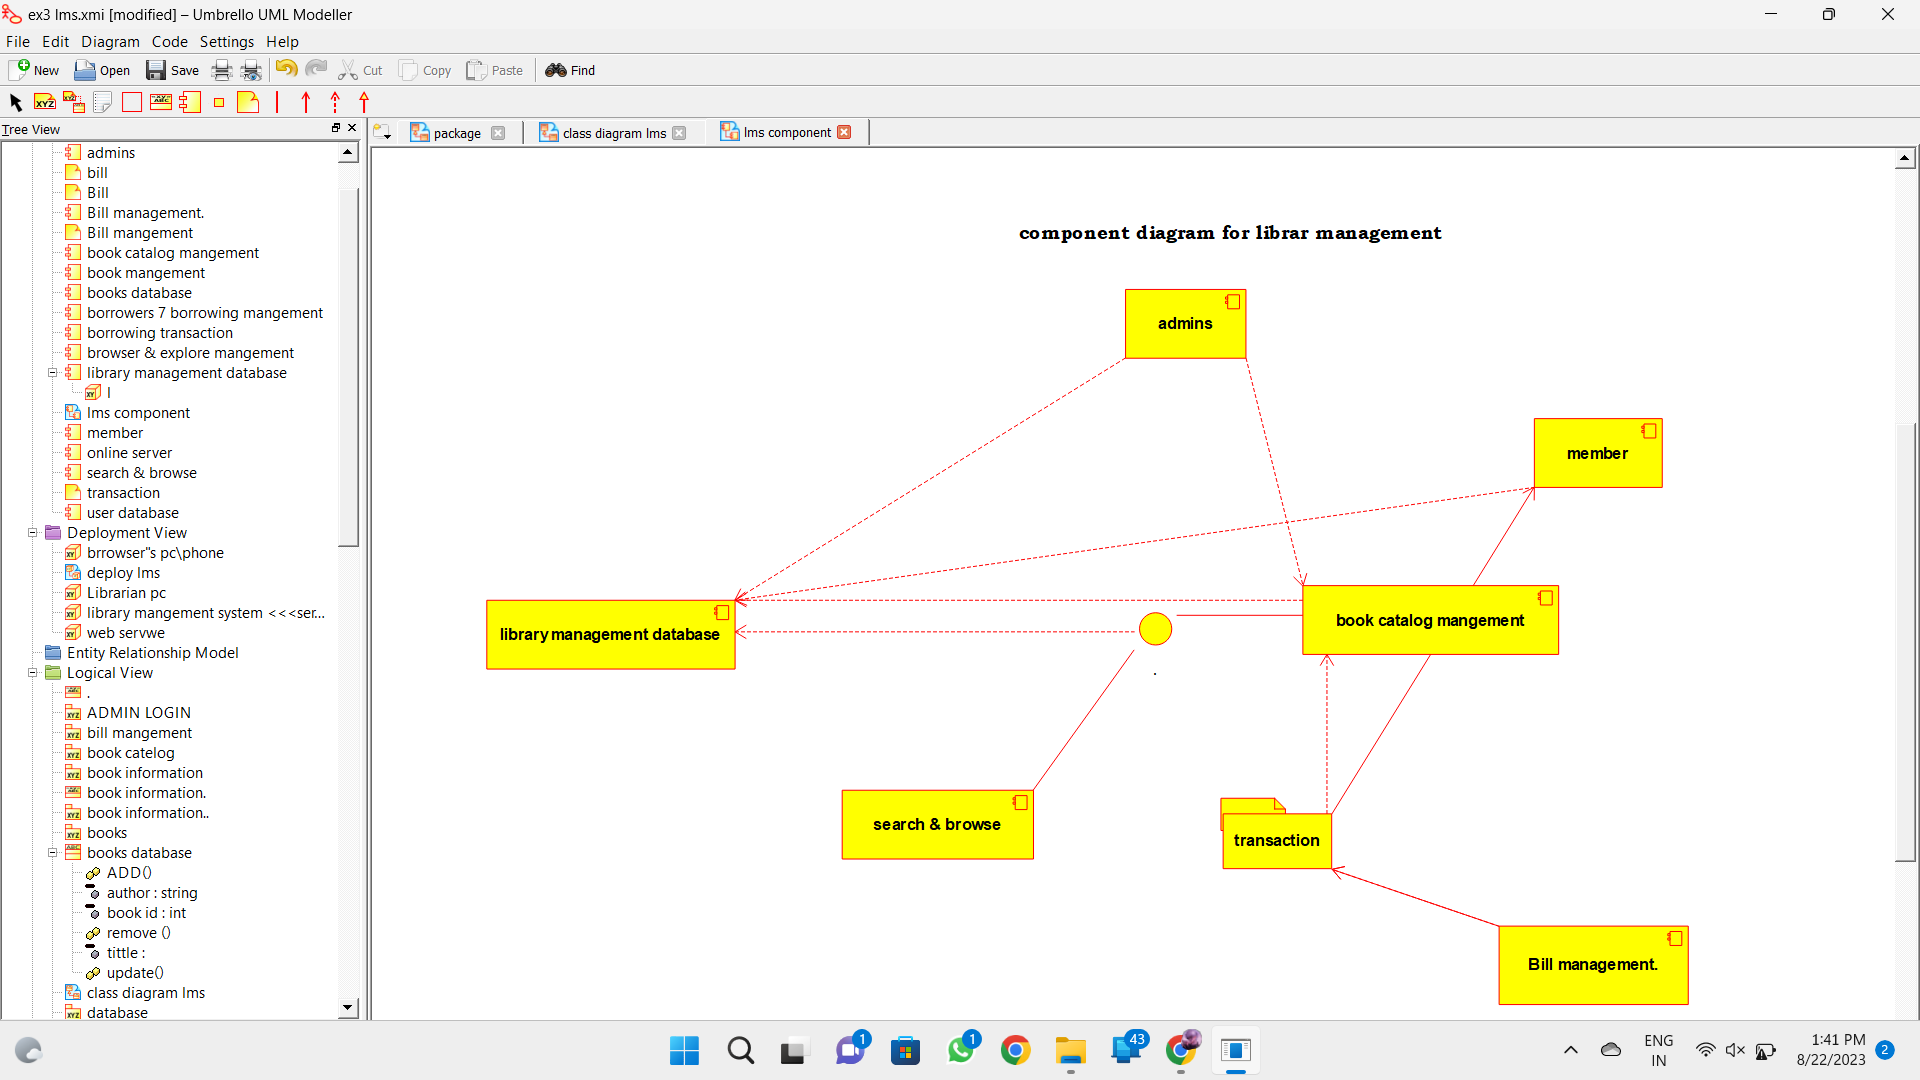 ex3 lms.xmi [modified] – Umbrello UML Modeller
File Edit Diagram Code Settings Help
New Open Save Cut Copy Paste Find
Tree View
package class diagram lms lms component
admins
bill
Bill
Bill management.
Bill mangement
book catalog mangement
book mangement
books database
borrowers 7 borrowing mangement
borrowing transaction
browser & explore mangement
library management database
l
lms component
member
online server
search & browse
transaction
user database
Deployment View
brrowser"s pc\phone
deploy lms
Librarian pc
library mangement system <<<ser...
web servwe
Entity Relationship Model
Logical View
.
ADMIN LOGIN
bill mangement
book catelog
book information
book information.
book information..
books
books database
ADD()
author : string
book id : int
remove ()
tittle :
update()
class diagram lms
database
component diagram for librar management
admins
member
library management database
book catalog mangement
.
search & browse
transaction
Bill management.
1
1
43
ENG
IN
1:41 PM
8/22/2023
2